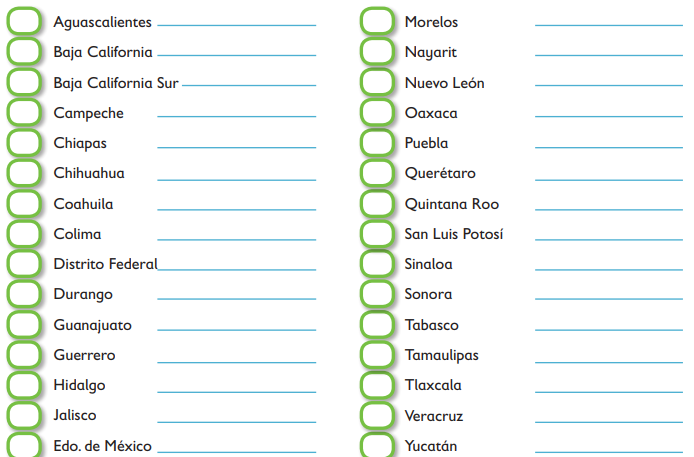 Aguascalientes
Baja California
Baja California Sur
Campeche
Chiapas
Chihuahua
Coahuila
Colima
Distrito Federal
Durango
Guanajuato
Guerrero
Hidalgo
Jalisco
Edo. de México
Morelos
Nayarit
Nuevo León
Oaxaca
Puebla
Querétaro
Quintana Roo
San Luis Potosí
Sinaloa
Sonora
Tabasco
Tamaulipas
Tlaxcala
Veracruz
Yucatán